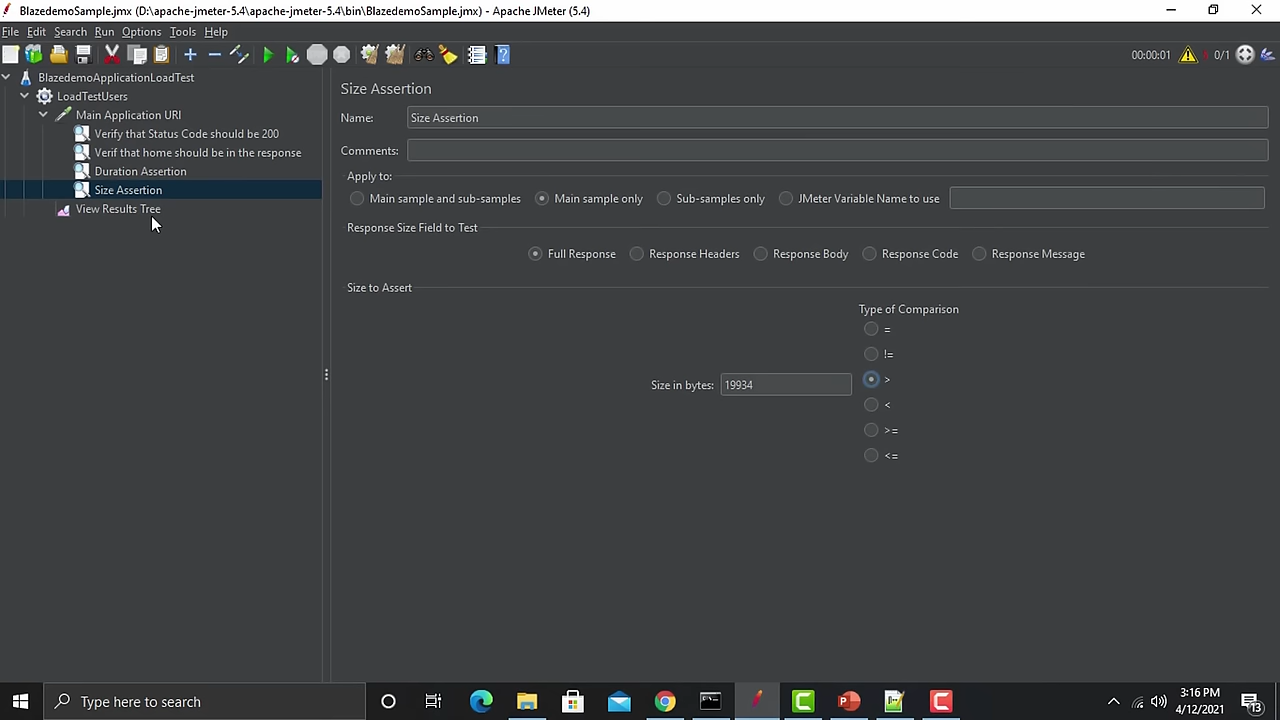 BlazedemoSample.jmx (D:\apache-jmeter-5.4\apache-jmeter-5.4\bin\BlazedemoSample.jmx) - Apache JMeter (5.4)
File Edit Search Run Options Tools Help
00:00:01 0/1
BlazedemoApplicationLoadTest
LoadTestUsers
Main Application URI
Verify that Status Code should be 200
Verif that home should be in the response
Duration Assertion
Size Assertion
View Results Tree
Size Assertion
Name: Size Assertion
Comments:
Apply to:
Main sample and sub-samples Main sample only Sub-samples only JMeter Variable Name to use
Response Size Field to Test
Full Response Response Headers Response Body Response Code Response Message
Size to Assert
Type of Comparison
=
!=
Size in bytes: 19934
>
<
>=
<=
Type here to search
3:16 PM
4/12/2021
13